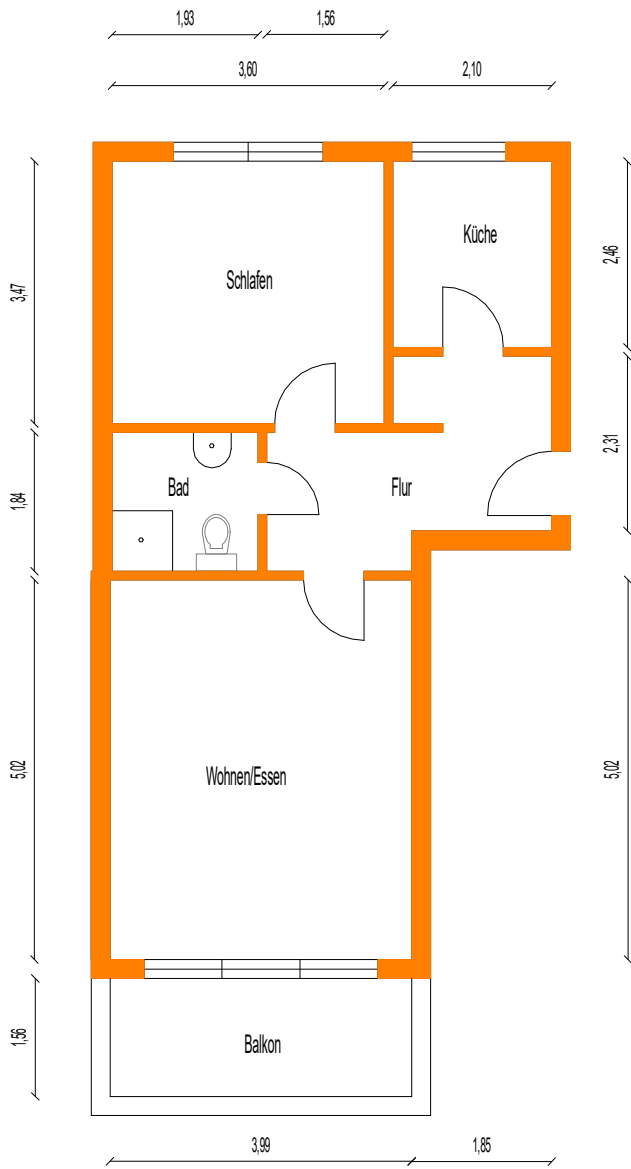 1,93 1,56
3,60 2,10
Küche
Schlafen
3,47
2,46
2,31
1,84
Bad
Flur
Wohnen/Essen
5,02
5,02
Balkon
1,56
3,99 1,85